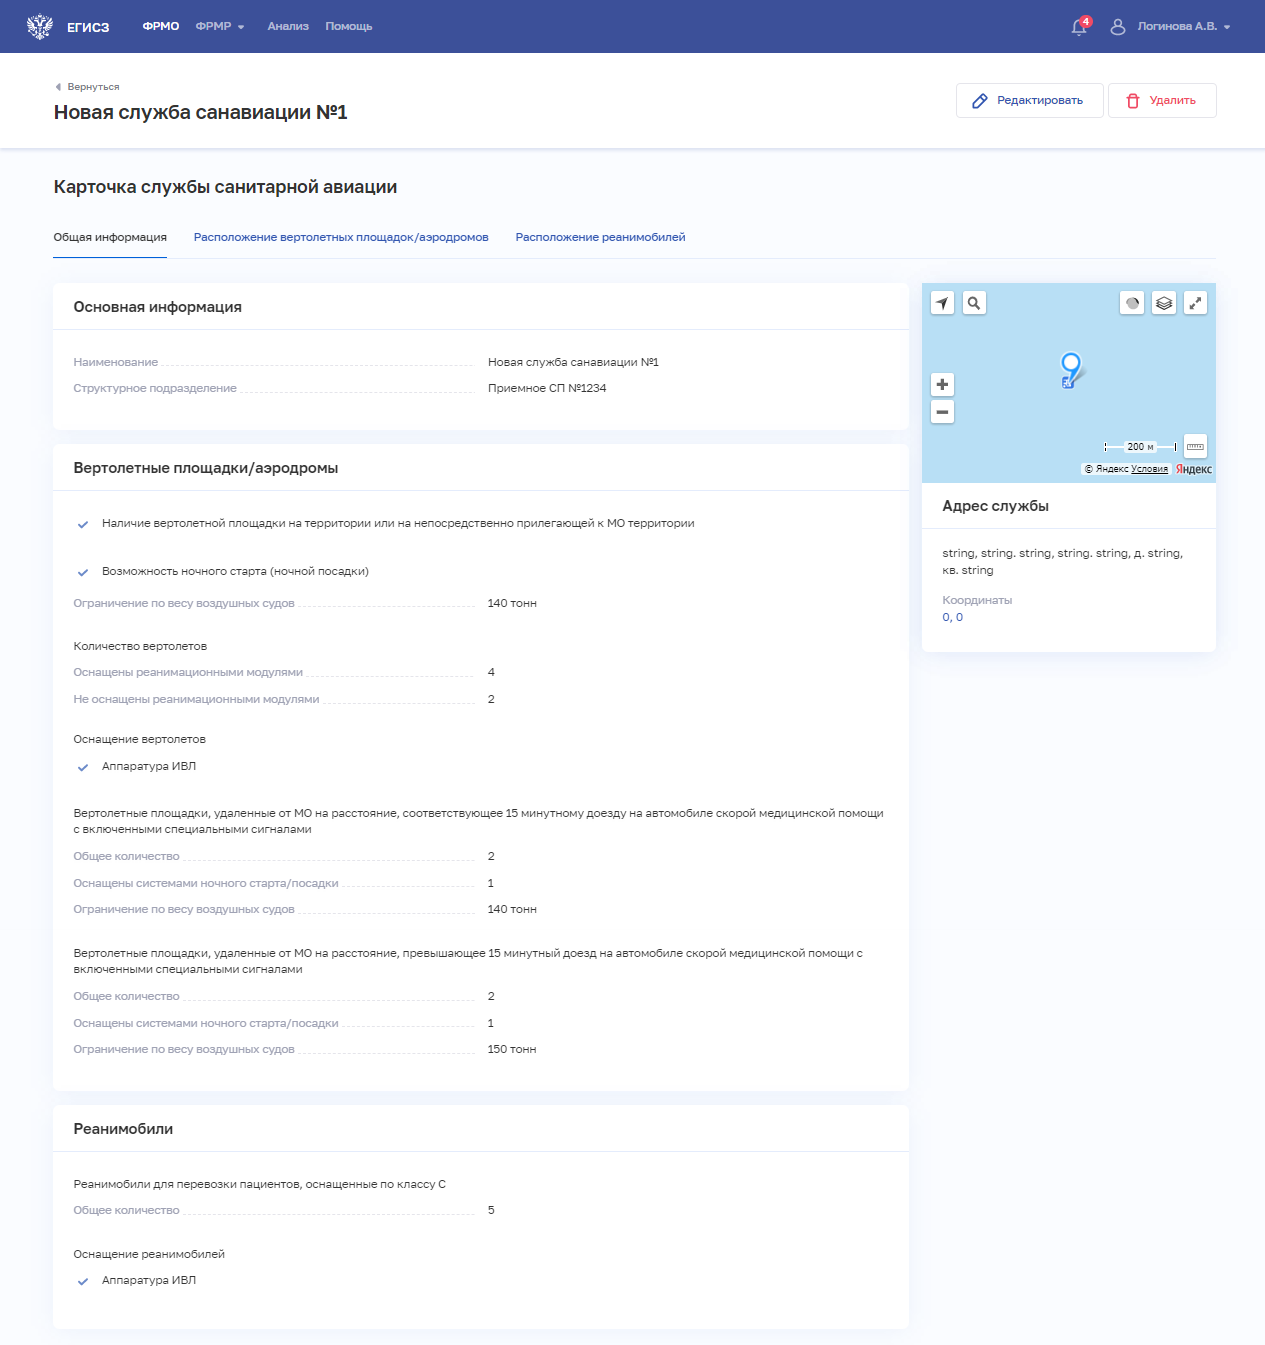 ЕГИСЗ ФРМО ФРМР Анализ Помощь 4 Логинова А.В.
Вернуться
Новая служба санавиации №1
Редактировать Удалить
Карточка службы санитарной авиации
Общая информация Расположение вертолетных площадок/аэродромов Расположение реанимобилей
Основная информация
Наименование Новая служба санавиации №1
Структурное подразделение Приемное СП №1234
Вертолетные площадки/аэродромы
Наличие вертолетной площадки на территории или на непосредственно прилегающей к МО территории
Возможность ночного старта (ночной посадки)
Ограничение по весу воздушных судов 140 тонн
Количество вертолетов
Оснащены реанимационными модулями 4
Не оснащены реанимационными модулями 2
Оснащение вертолетов
Аппаратура ИВЛ
Вертолетные площадки, удаленные от МО на расстояние, соответствующее 15 минутному доезду на автомобиле скорой медицинской помощи
с включенными специальными сигналами
Общее количество 2
Оснащены системами ночного старта/посадки 1
Ограничение по весу воздушных судов 140 тонн
Вертолетные площадки, удаленные от МО на расстояние, превышающее 15 минутный доезд на автомобиле скорой медицинской помощи с
включенными специальными сигналами
Общее количество 2
Оснащены системами ночного старта/посадки 1
Ограничение по весу воздушных судов 150 тонн
Реанимобили
Реанимобили для перевозки пациентов, оснащенные по классу С
Общее количество 5
Оснащение реанимобилей
Аппаратура ИВЛ
200 м
© Яндекс Условия Яндекс
Адрес службы
string, string. string, string. string, д. string,
кв. string
Координаты
0, 0